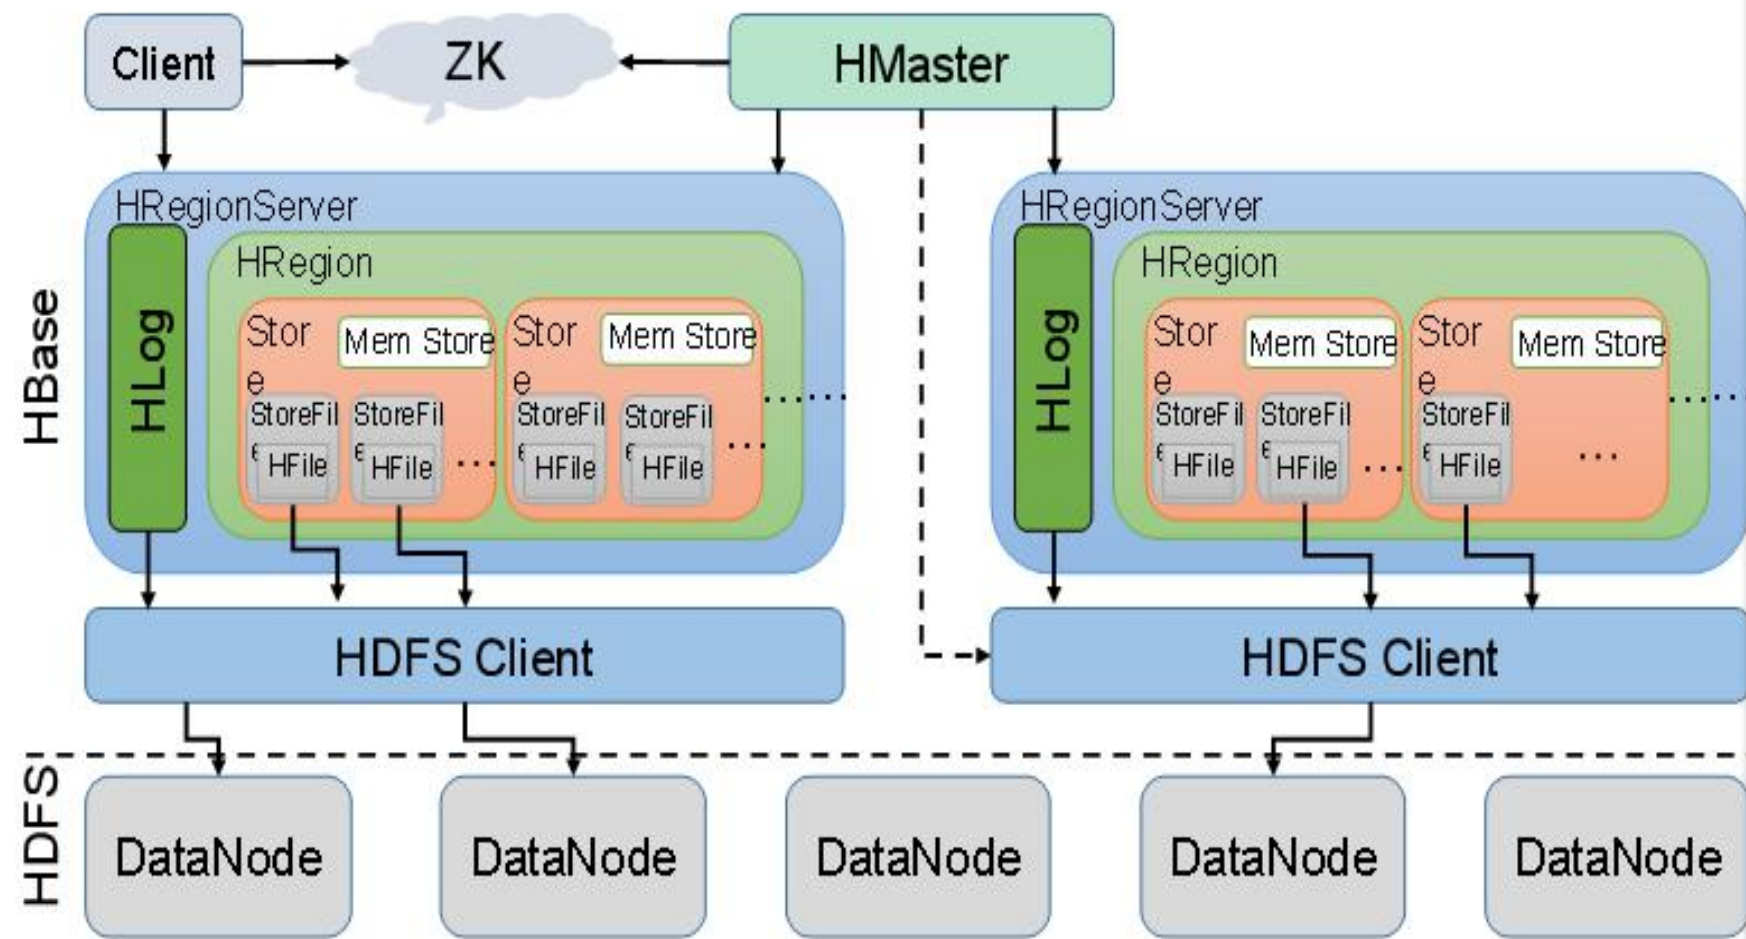 Client
ZK
HMaster
HBase
HRegionServer
HLog
HRegion
Stor
e
Mem Store
StoreFil
e
HFile
StoreFil
e
HFile
...
Stor
e
Mem Store
StoreFil
e
HFile
StoreFil
e
HFile
...
......
HRegionServer
HLog
HRegion
Stor
e
Mem Store
StoreFil
e
HFile
StoreFil
e
HFile
...
Stor
e
Mem Store
StoreFil
e
HFile
...
......
HDFS Client
HDFS Client
HDFS
DataNode
DataNode
DataNode
DataNode
DataNode